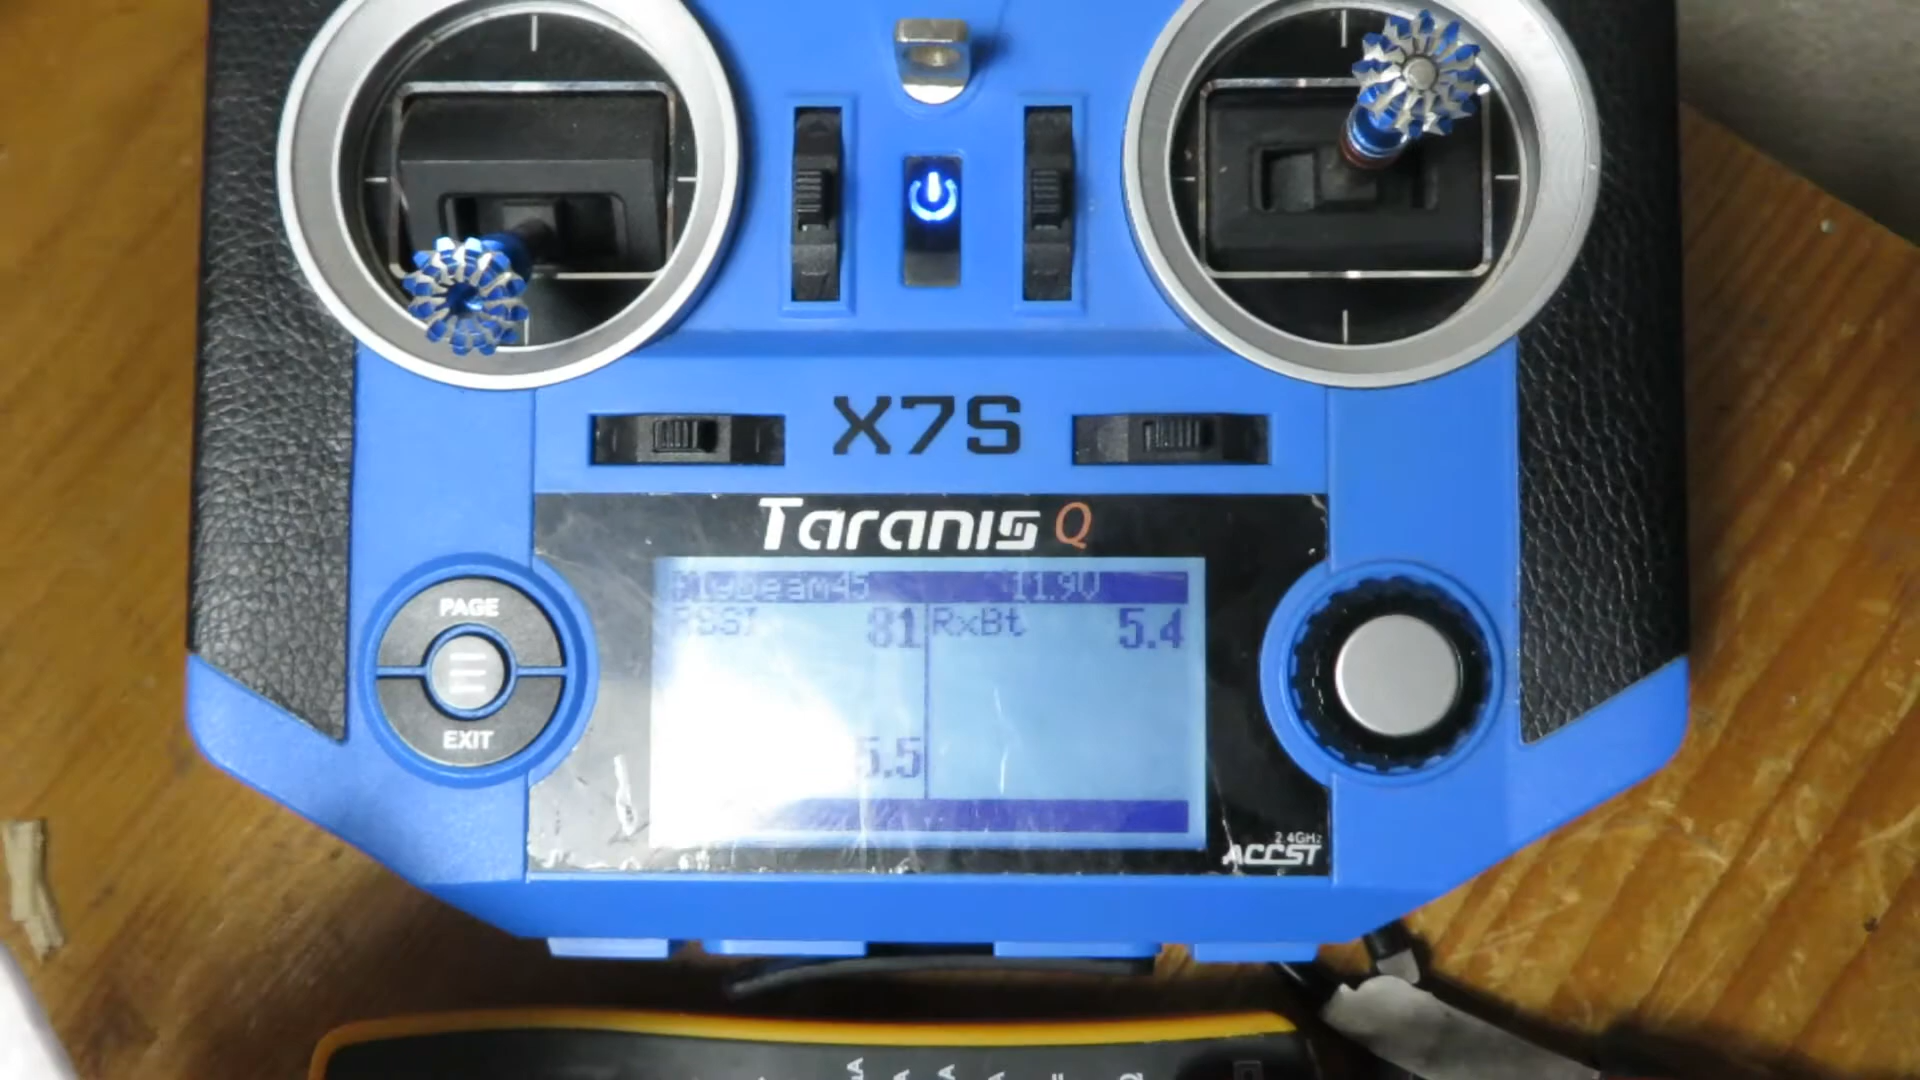 X7S
Taranis Q
PAGE
EXIT
11.9V
RSSI 81 RxBt 5.4
5.5
2.4GHz
ACCST